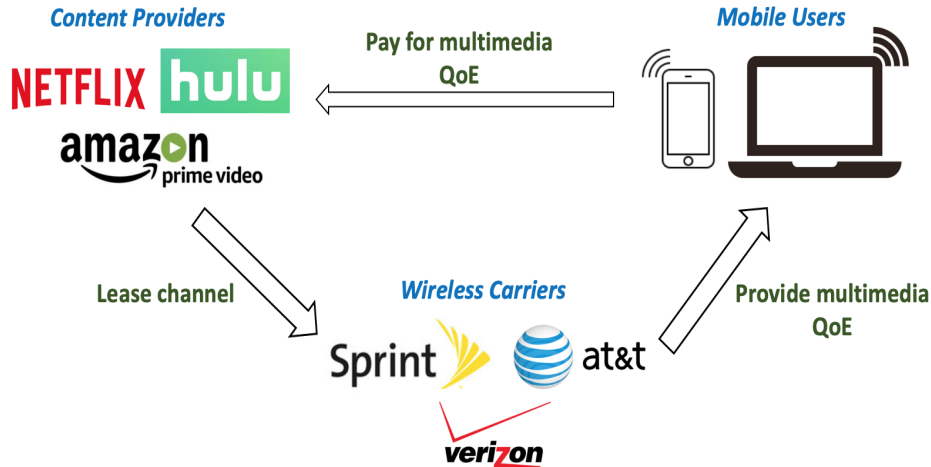 Content Providers
Mobile Users
Pay for multimedia
QoE
NETFLIX
hulu
amazon
prime video
Lease channel
Wireless Carriers
Provide multimedia
QoE
Sprint
at&t
verizon